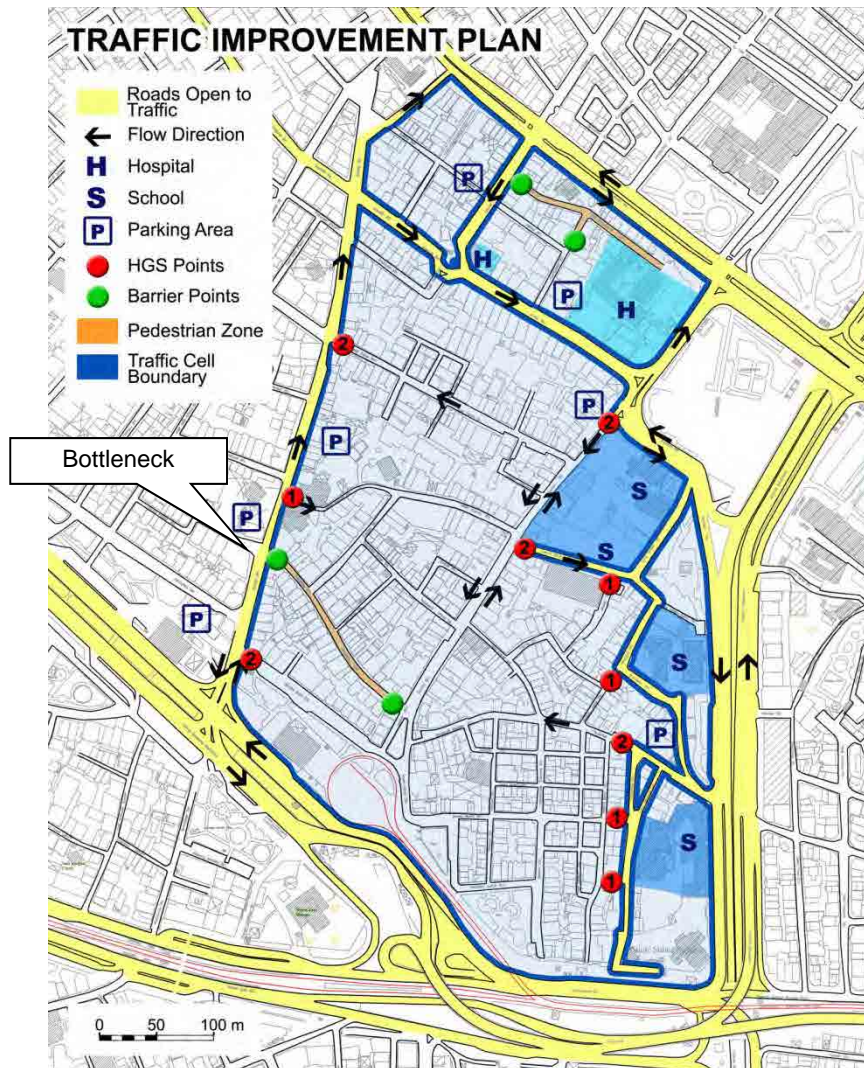 TRAFFIC IMPROVEMENT PLAN
Roads Open to
Traffic
Flow Direction
H
Hospital
S
School
P
Parking Area
HGS Points
Barrier Points
Pedestrian Zone
Traffic Cell
Boundary
P
H
P
H
2
P
2
P
S
Bottleneck
1
P
2
S
1
P
S
2
1
2
P
1
S
1
0 50 100 m